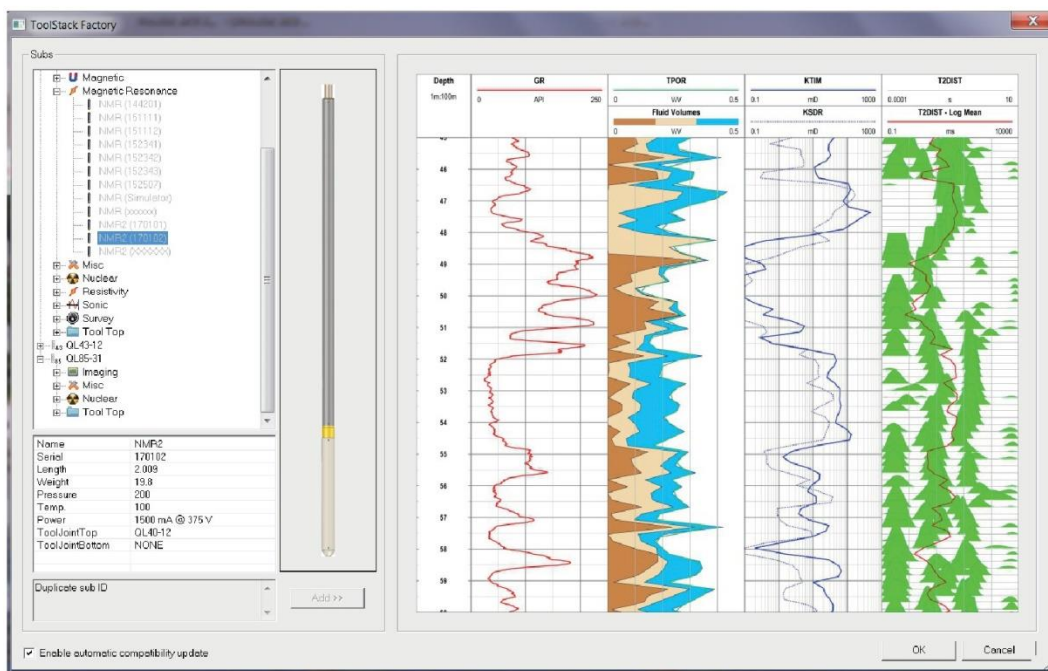 ToolStack Factory
Subs
Magnetic
Magnetic Resonance
NMR (144201)
NMR (151111)
NMR (151112)
NMR (152341)
NMR (152342)
NMR (152343)
NMR (152507)
NMR (Simulator)
NMR (xxxxxx)
NMR2 (170101)
NMR2 (170102)
NMR2 (XXXXXX)
Misc
Nuclear
Resistivity
Sonic
Survey
Tool Top
QL43-12
QL85-31
Imaging
Misc
Nuclear
Tool Top
Name NMR2
Serial 170102
Length 2.009
Weight 19.8
Pressure 200
Temp. 100
Power 1500 mA @ 375 V
ToolJointTop QL40-12
ToolJointBottom NONE
Duplicate sub ID
Add >>
Enable automatic compatibility update
Depth GR TPOR KTIM T2DIST
1m:100m 0 API 250 0 V/V 0.5 0.1 mD 1000 0.0001 s 10
Fluid Volumes KSDR T2DIST - Log Mean
0 V/V 0.5 0.1 mD 1000 0.1 ms 10000
46
47
48
49
50
51
52
53
54
55
56
57
58
59
OK Cancel